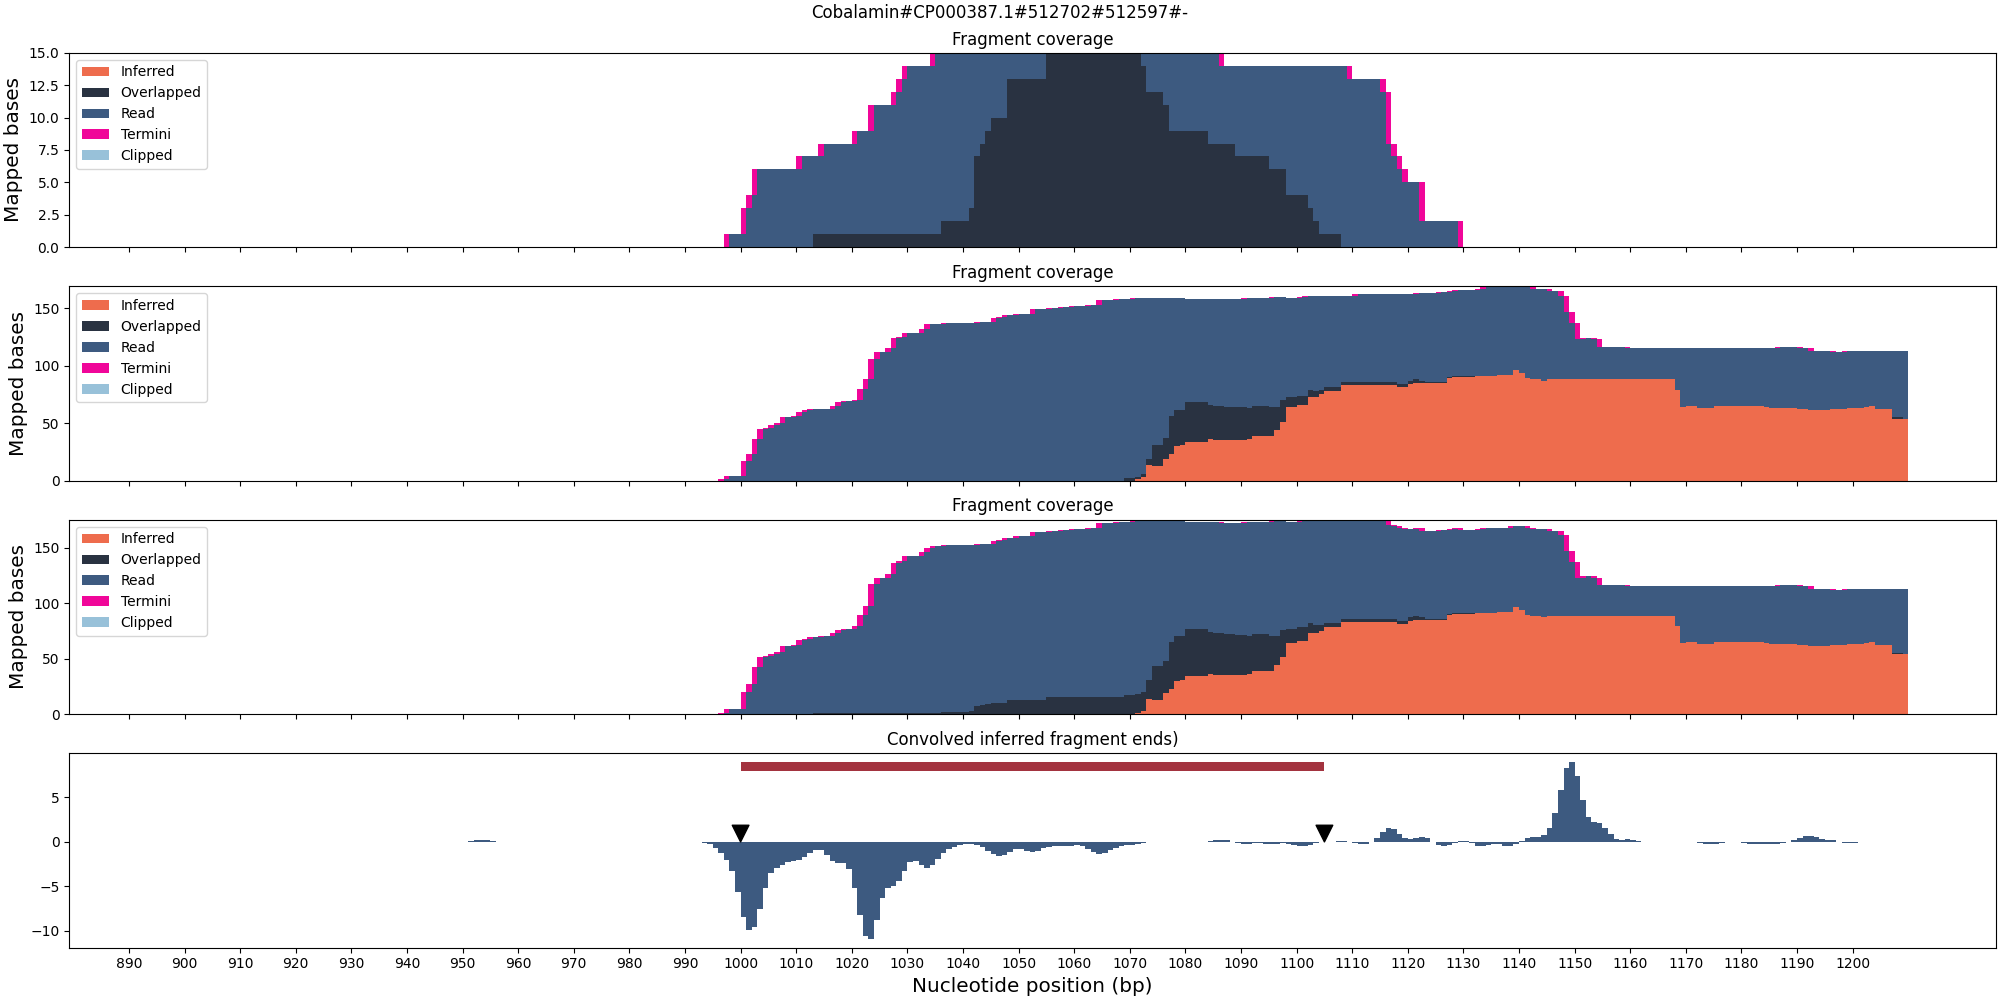 Cobalamin#CP000387.1#512702#512597#-
Fragment coverage
Mapped bases
15.0
12.5
10.0
7.5
5.0
2.5
0.0
Inferred
Overlapped
Read
Termini
Clipped
Fragment coverage
Mapped bases
150
100
50
0
Inferred
Overlapped
Read
Termini
Clipped
Fragment coverage
Mapped bases
150
100
50
0
Inferred
Overlapped
Read
Termini
Clipped
Convolved inferred fragment ends)
5
0
−5
−10
890 900 910 920 930 940 950 960 970 980 990 1000 1010 1020 1030 1040 1050 1060 1070 1080 1090 1100 1110 1120 1130 1140 1150 1160 1170 1180 1190 1200
Nucleotide position (bp)